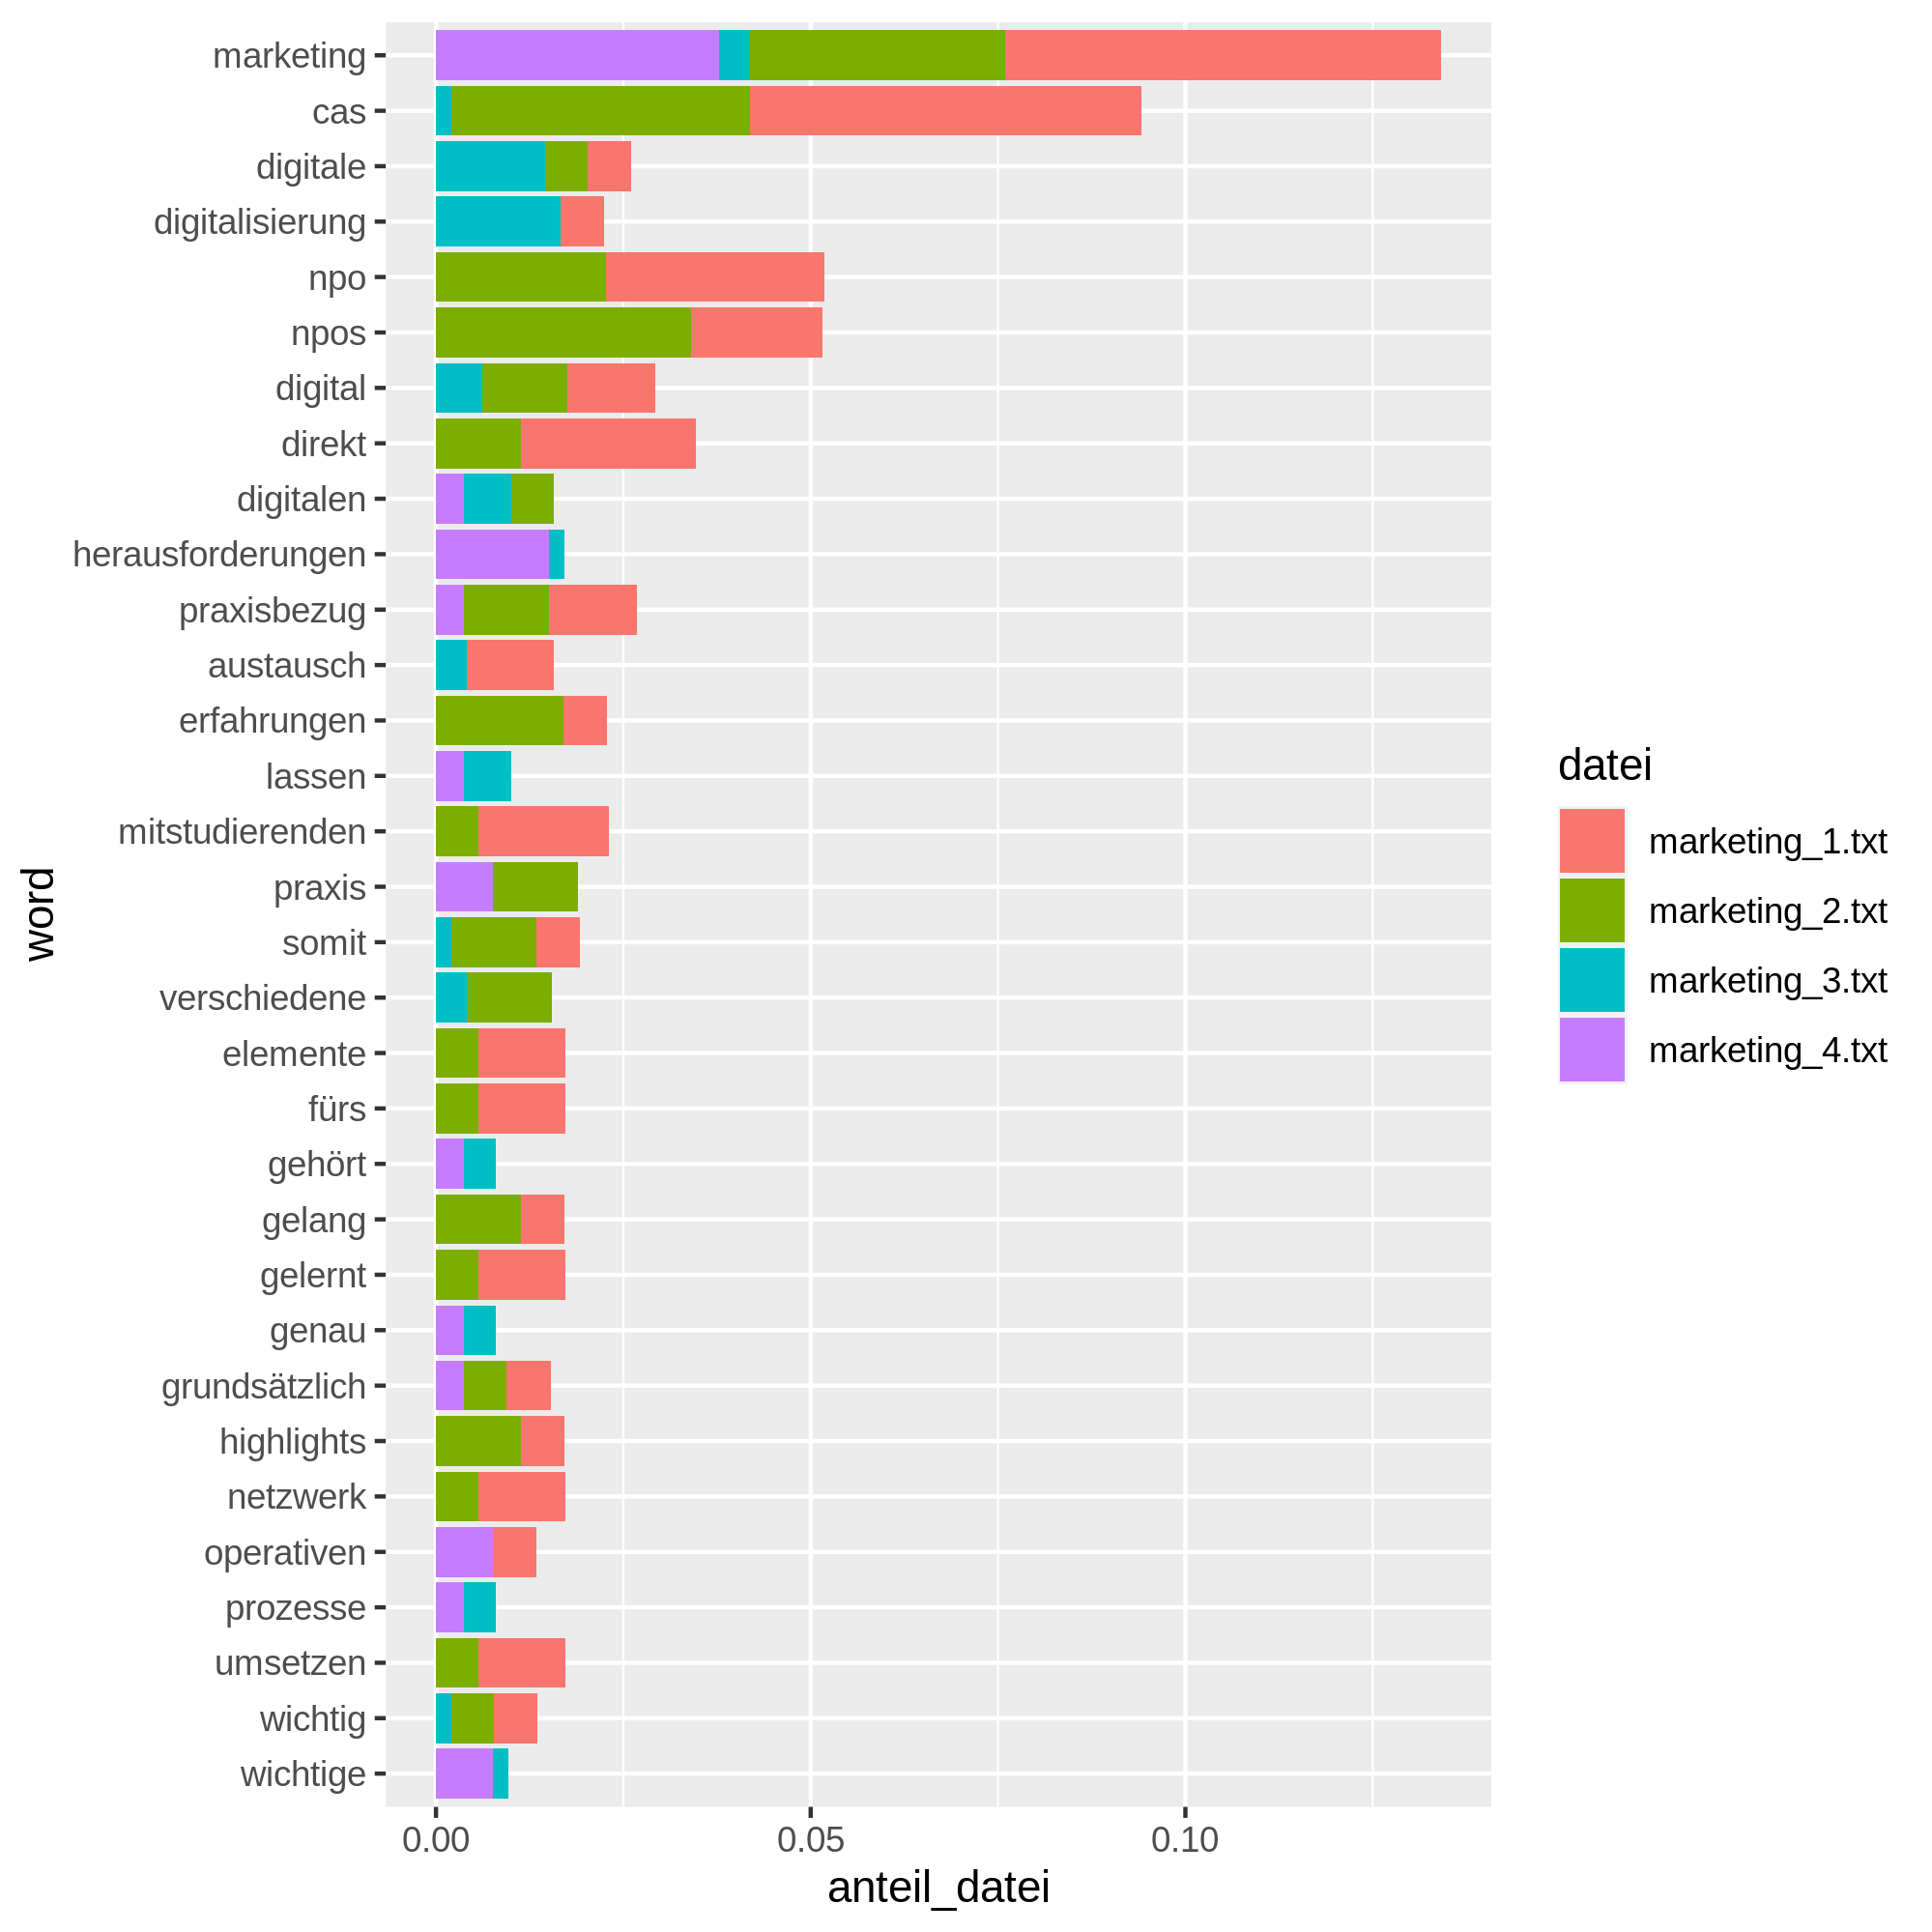 marketing
cas
digitale
digitalisierung
npo
npos
digital
direkt
digitalen
herausforderungen
praxisbezug
austausch
erfahrungen
lassen
mitstudierenden
praxis
somit
verschiedene
elemente
fürs
gehört
gelang
gelernt
genau
grundsätzlich
highlights
netzwerk
operativen
prozesse
umsetzen
wichtig
wichtige
word
0.00 0.05 0.10
anteil_datei
datei
marketing_1.txt
marketing_2.txt
marketing_3.txt
marketing_4.txt